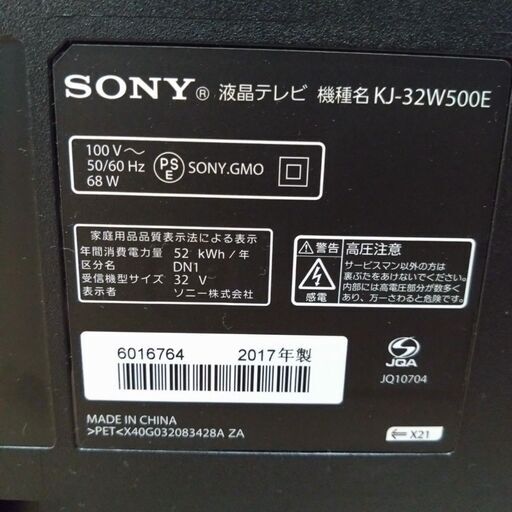 SONY® 液晶テレビ 機種名 KJ-32W500E
100 V～
50/60 Hz
68 W
PS
E
SONY.GMO
家庭用品品質表示法による表示
年間消費電力量 52 kWh/年
区分名 DN1
受信機型サイズ 32 V
表示者 ソニー株式会社
警告 高圧注意
感電
サービスマン以外の方は
裏ぶたをあけないでください。
内部には高電圧部分が数多く
あり、万一さわると危険です。
6016764 2017年製
JQA
JQ10704
MADE IN CHINA
>PET<X40G032083428A ZA
X21